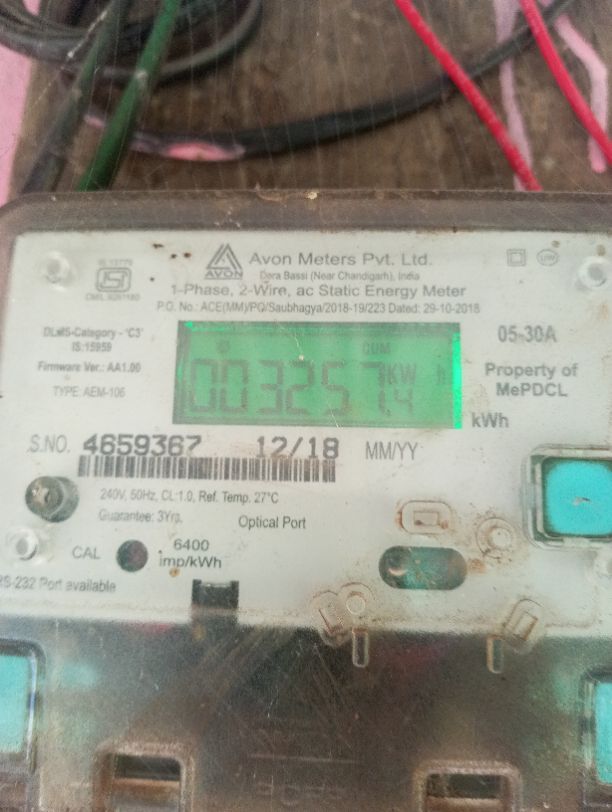 IS 13779
ISI
AVON
Avon Meters Pvt. Ltd.
Dera Bassi (Near Chandigarh), India
1-Phase, 2-Wire, ac Static Energy Meter
P.O. No.: ACE(MM)/PQ/Saubhagya/2018-19/223 Dated: 29-10-2018
DLMS-Category - 'C3'
IS:15959
Firmware Ver.: AA1.00
TYPE: AEM-106
CUM
003257.4 KW h
05-30A
Property of
MePDCL
kWh
S.NO. 4659367 12/18 MM/YY
240V, 50Hz, CL:1.0, Ref. Temp. 27°C
Guarantee: 3Yrs.
Optical Port
CAL
6400
imp/kWh
RS-232 Port available